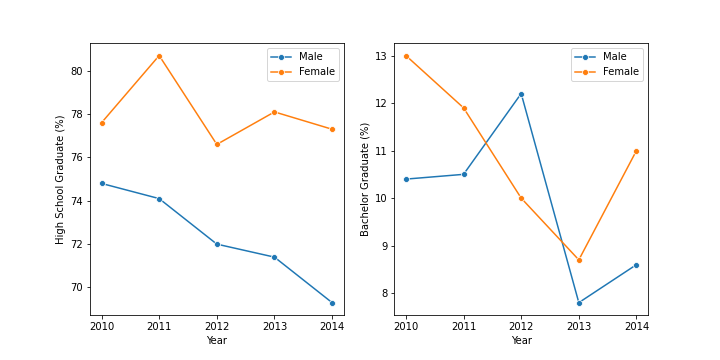 High School Graduate (%)
80
78
76
74
72
70
Male
Female
2010 2011 2012 2013 2014
Year
Bachelor Graduate (%)
13
12
11
10
9
8
Male
Female
2010 2011 2012 2013 2014
Year